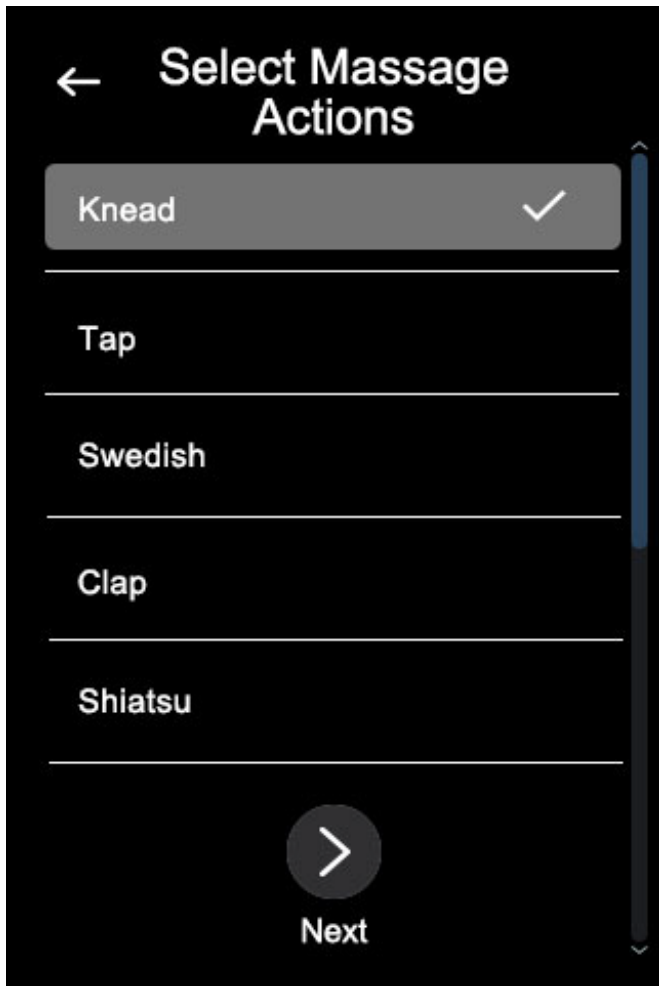 Select Massage
Actions
Knead
Tap
Swedish
Clap
Shiatsu
Next